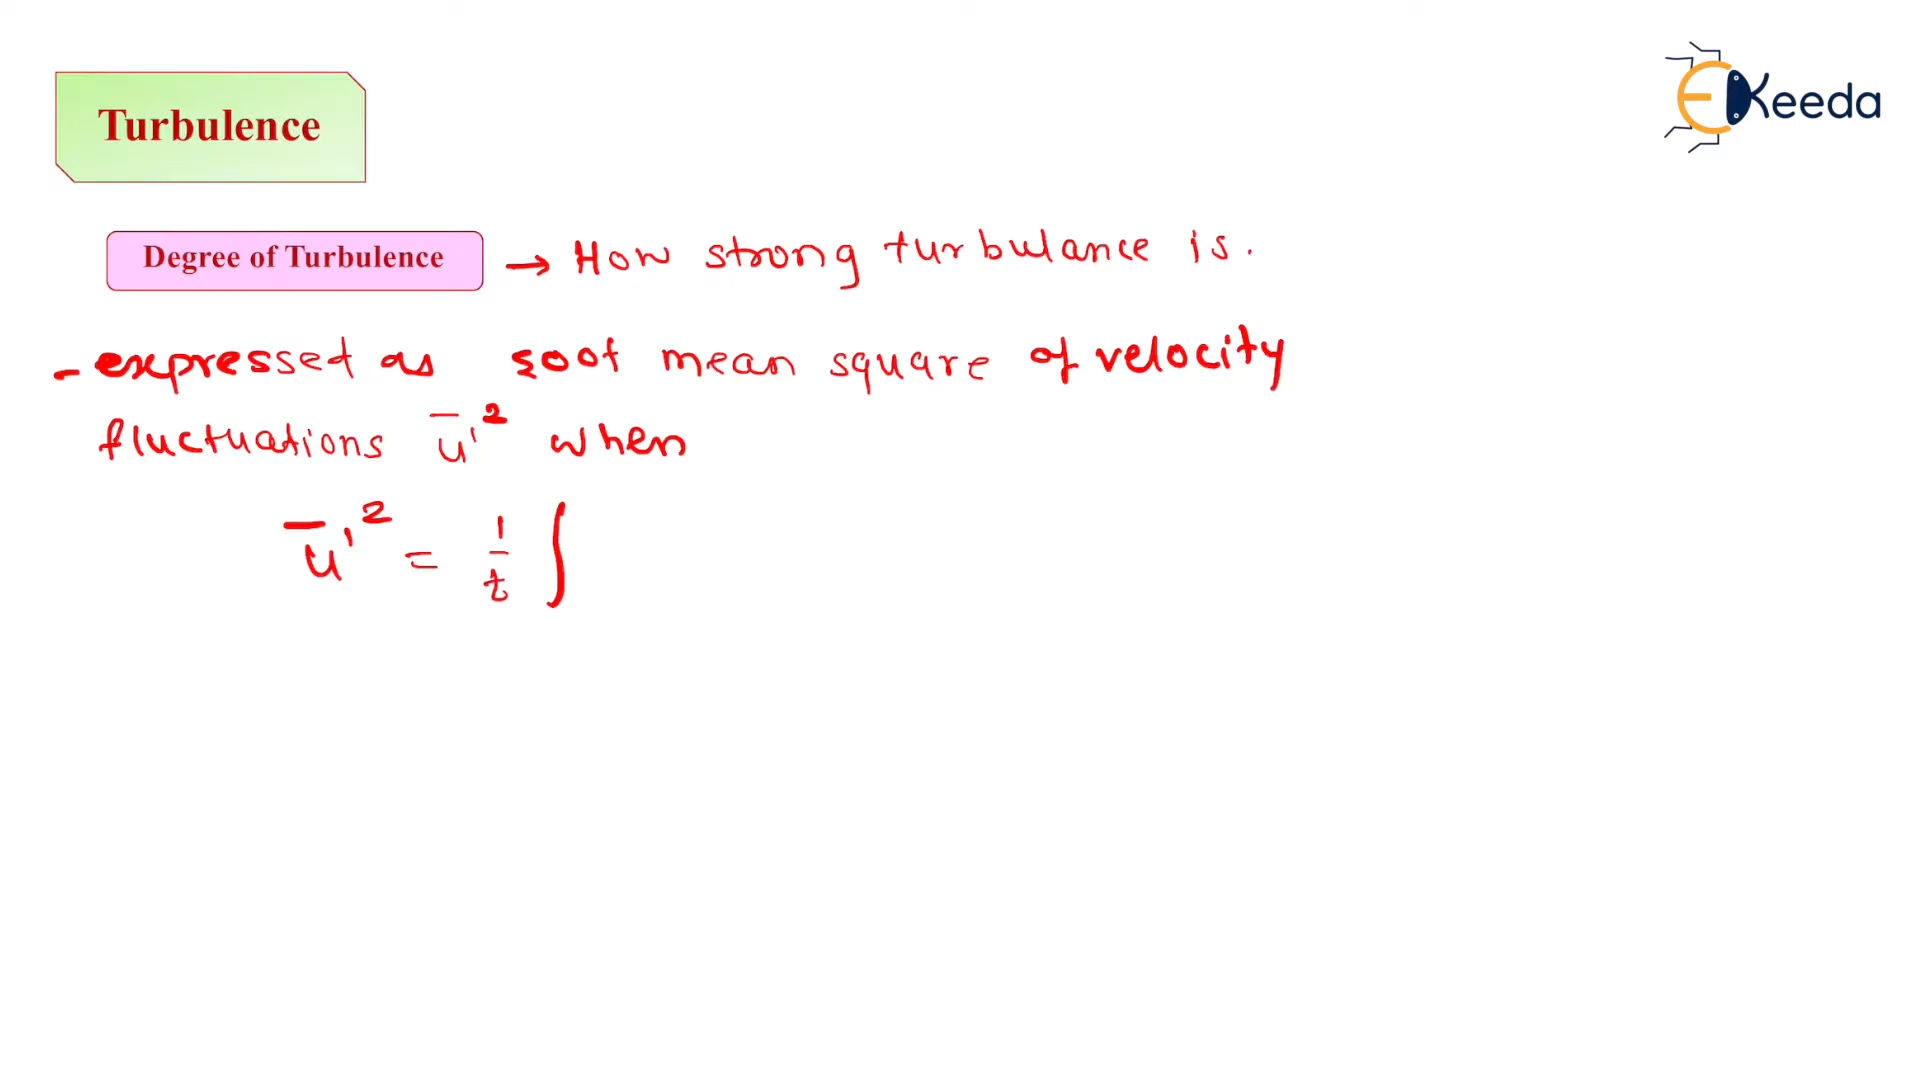 Turbulence
EKeeda
Degree of Turbulence → How strong turbulance is.
- expressed as root mean square of velocity
fluctuations u̅'² when
u̅'² = 1/t ∫